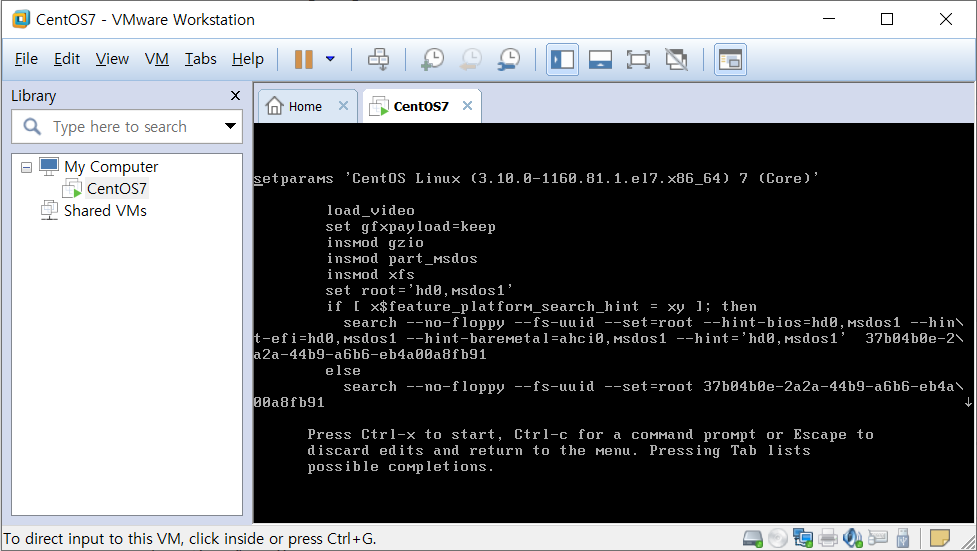 CentOS7 - VMware Workstation
File Edit View VM Tabs Help
Library
Type here to search
My Computer
CentOS7
Shared VMs
Home
CentOS7
setparams 'CentOS Linux (3.10.0-1160.81.1.el7.x86_64) 7 (Core)'
load_video
set gfxpayload=keep
insmod gzio
insmod part_msdos
insmod xfs
set root='hd0,msdos1'
if [ x$feature_platform_search_hint = xy ]; then
search --no-floppy --fs-uuid --set=root --hint-bios=hd0,msdos1 --hin\
t-efi=hd0,msdos1 --hint-baremetal=ahci0,msdos1 --hint='hd0,msdos1'  37b04b0e-2\
a2a-44b9-a6b6-eb4a00a8fb91
else
search --no-floppy --fs-uuid --set=root 37b04b0e-2a2a-44b9-a6b6-eb4a\
00a8fb91
Press Ctrl-x to start, Ctrl-c for a command prompt or Escape to
discard edits and return to the menu. Pressing Tab lists
possible completions.
To direct input to this VM, click inside or press Ctrl+G.